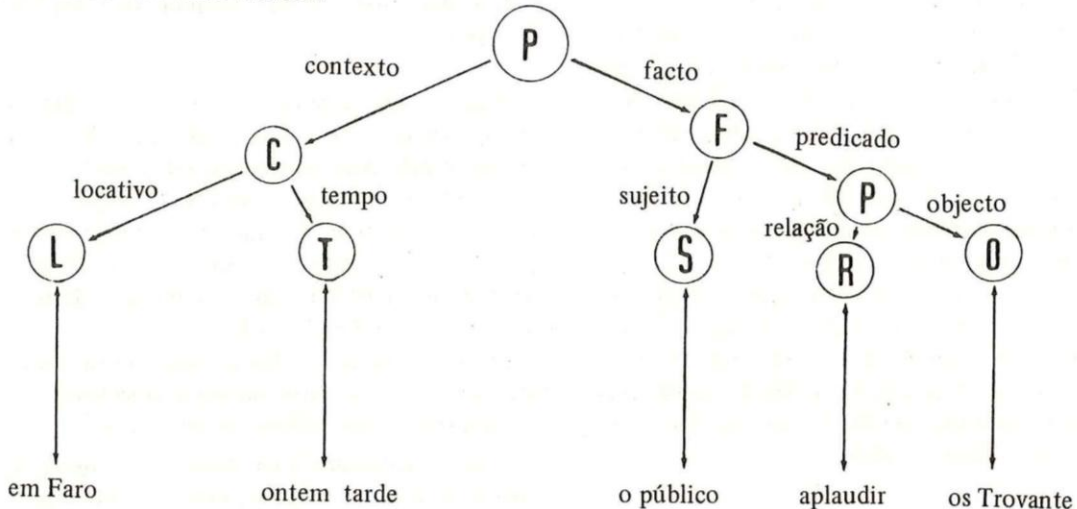 P
contexto
facto
F
C
predicado
locativo
tempo
sujeito
P
objecto
relação
L
T
S
R
O
em Faro
ontem tarde
o público
aplaudir
os Trovante